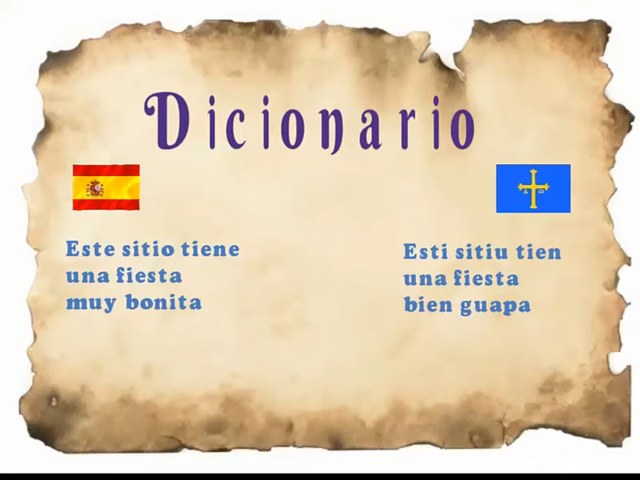 Dicionario
Este sitio tiene
una fiesta
muy bonita
Esti sitiu tien
una fiesta
bien guapa